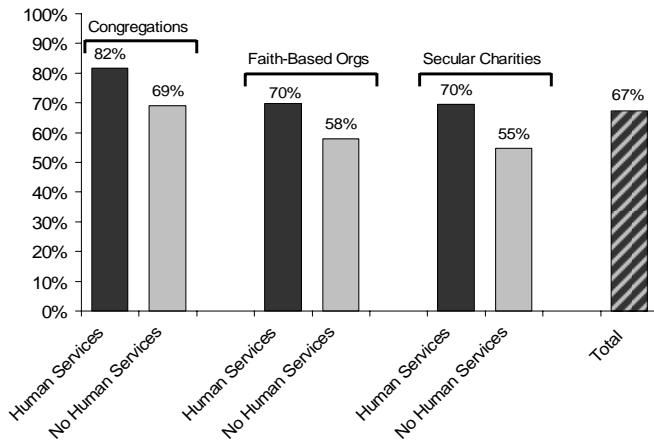 100%
90%
80%
70%
60%
50%
40%
30%
20%
10%
0%
Congregations
Faith-Based Orgs
Secular Charities
82%
69%
70%
58%
70%
55%
67%
Human Services
No Human Services
Human Services
No Human Services
Human Services
No Human Services
Total